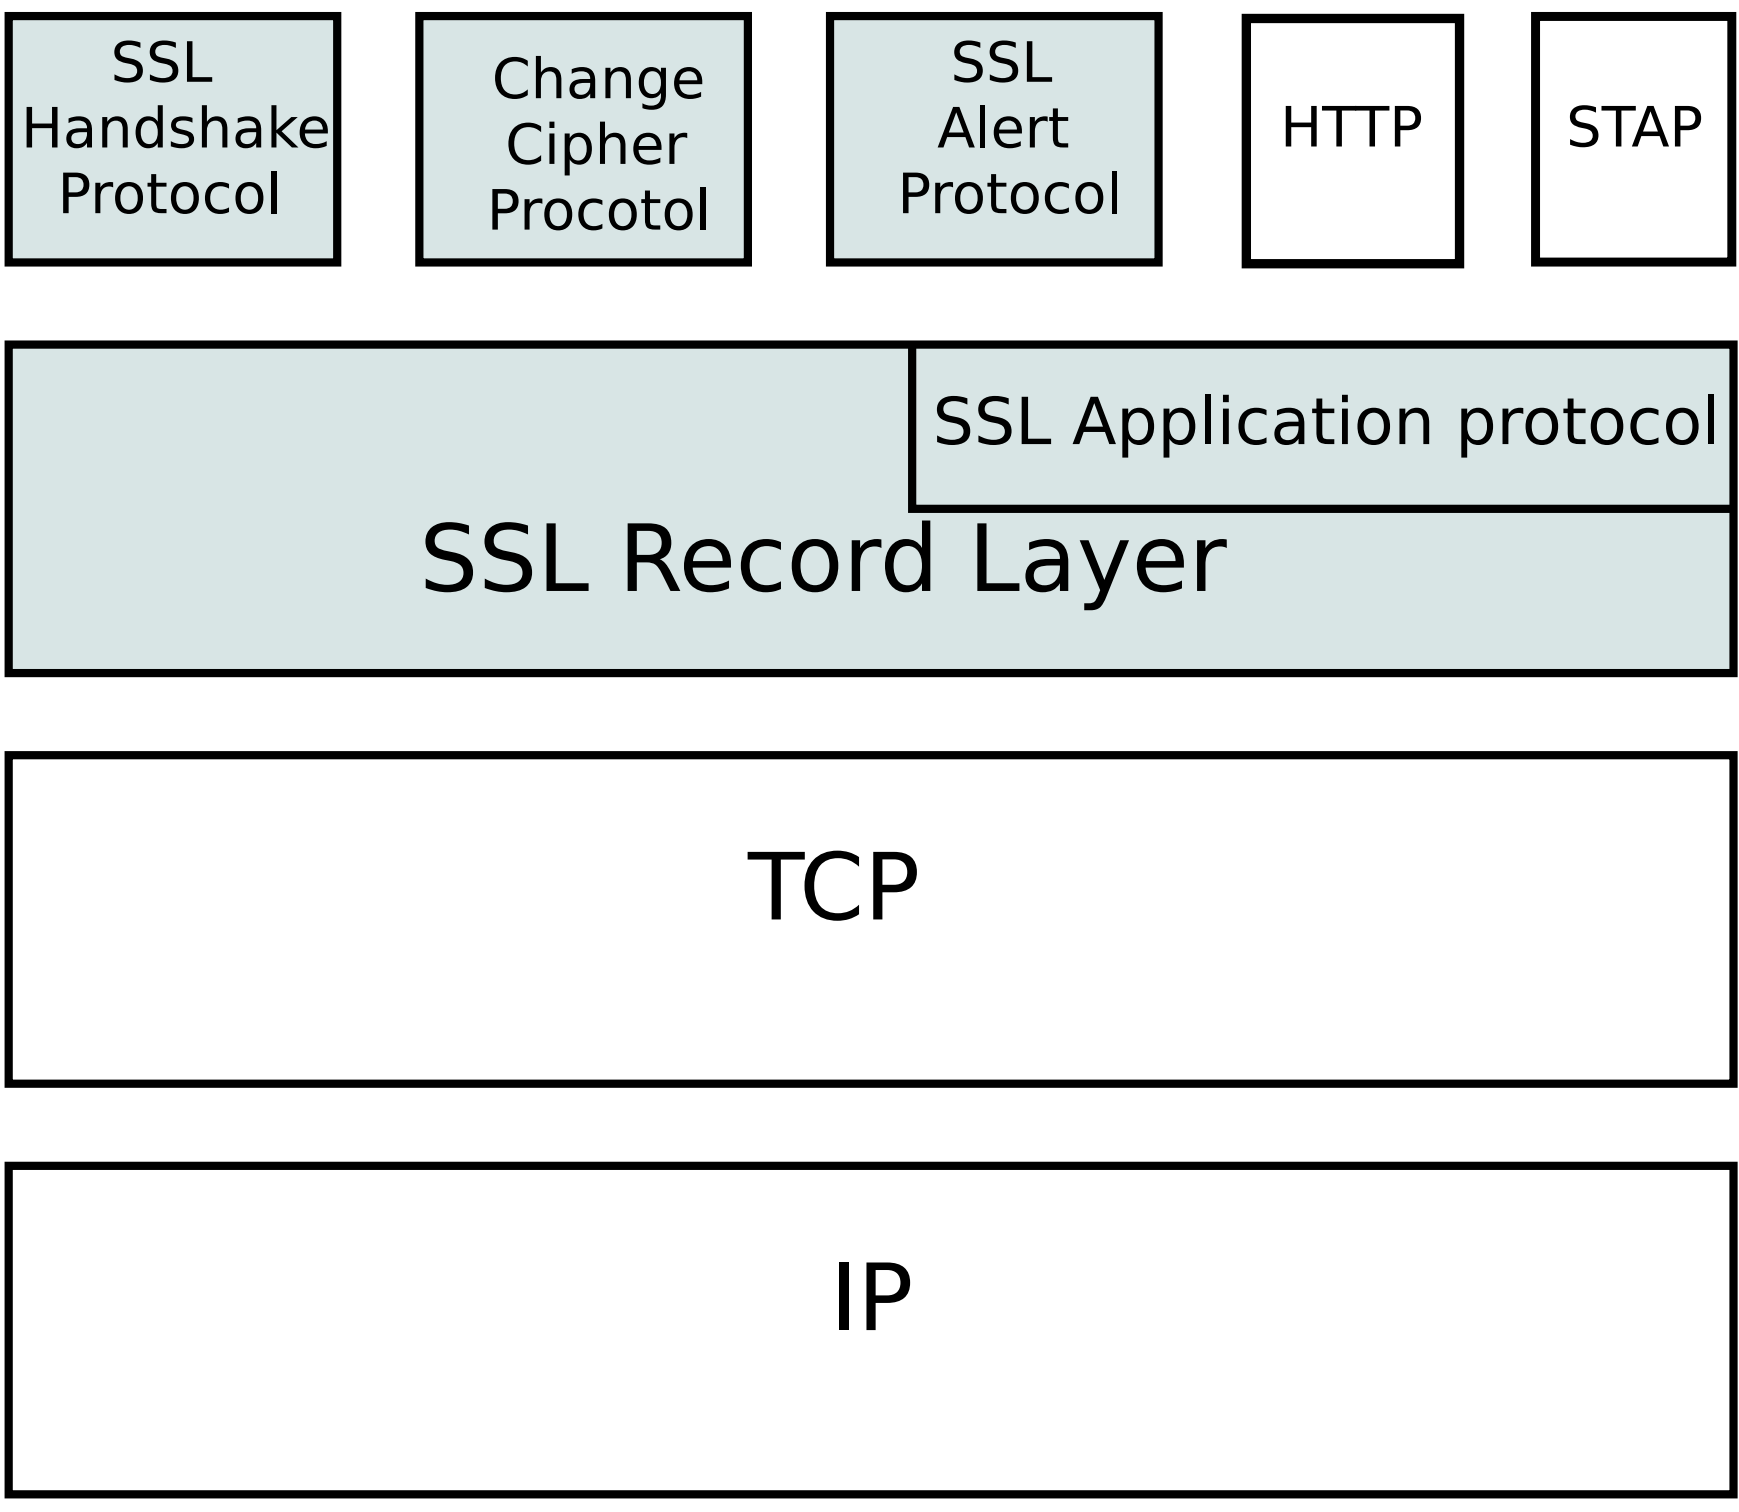 SSL
Handshake
Protocol
Change
Cipher
Procotol
SSL
Alert
Protocol
HTTP
STAP
SSL Application protocol
SSL Record Layer
TCP
IP